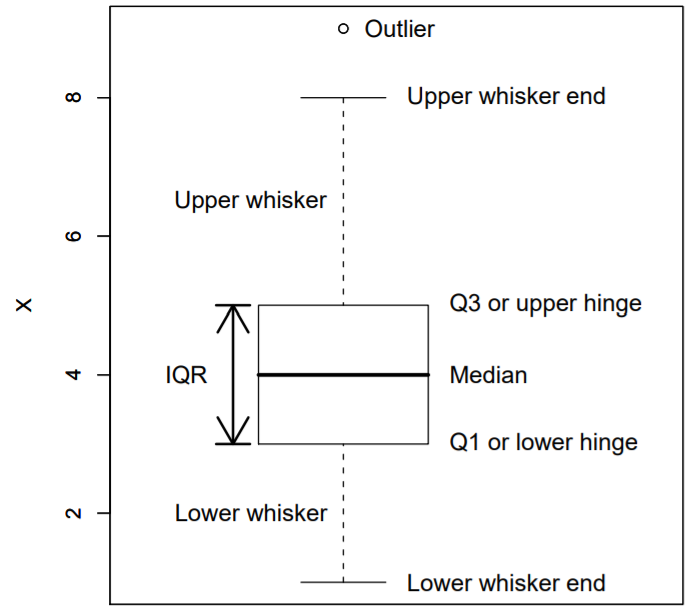 Outlier
8
Upper whisker end
Upper whisker
6
X
Q3 or upper hinge
IQR
4
Median
Q1 or lower hinge
2
Lower whisker
Lower whisker end